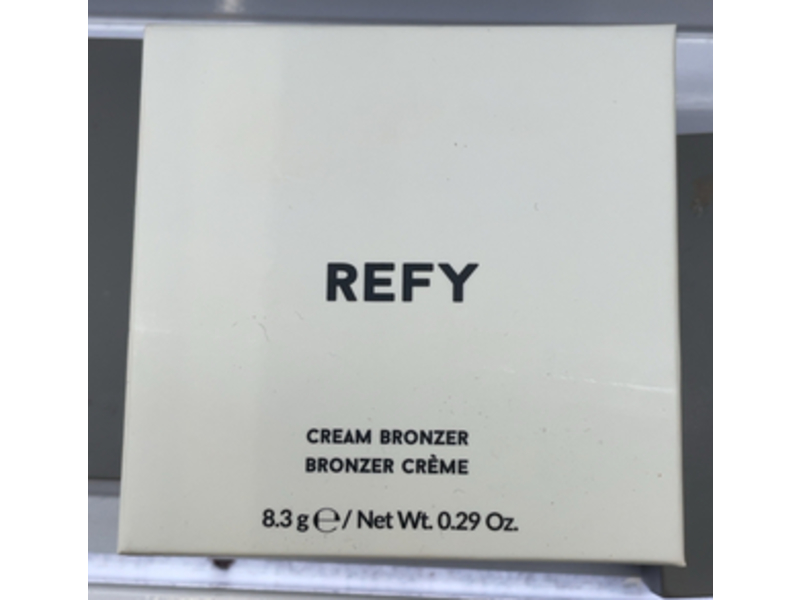 REFY
CREAM BRONZER
BRONZER CRÈME
8.3 g ℮ / Net Wt. 0.29 Oz.